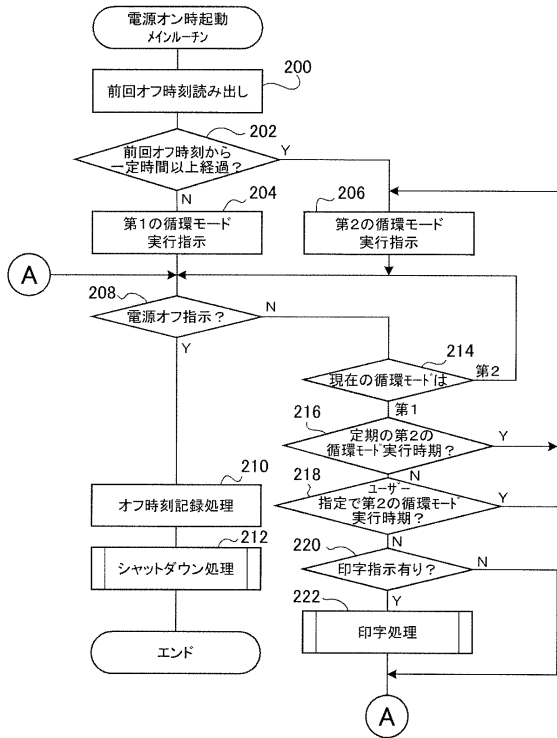 電源オン時起動
メインルーチン
200
前回オフ時刻読み出し
202
前回オフ時刻から
一定時間以上経過?
Y
N
204
第1の循環モード
実行指示
206
第2の循環モード
実行指示
A
208
電源オフ指示?
N
Y
214
現在の循環モードは
第2
第1
216
定期の第2の
循環モード実行時期?
Y
N
218
ユーザー
指定で第2の循環モード
実行時期?
Y
N
210
オフ時刻記録処理
212
シャットダウン処理
エンド
220
印字指示有り?
N
Y
222
印字処理
A